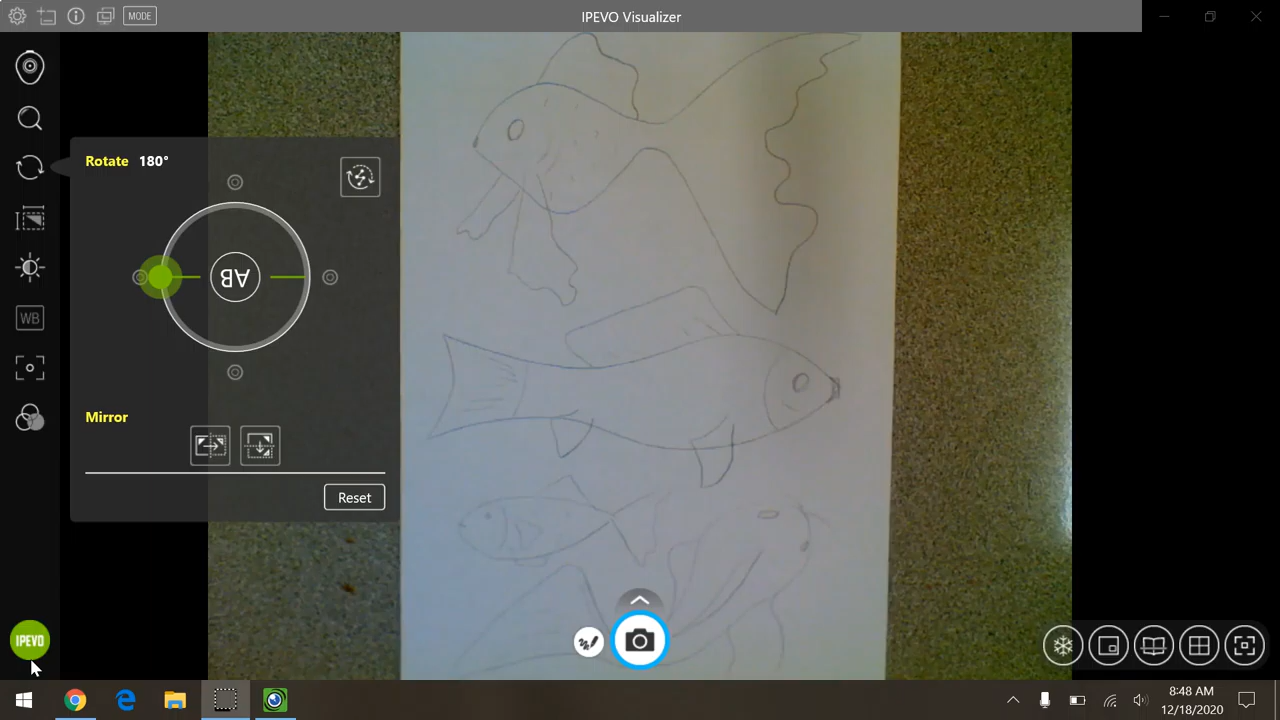 MODE
IPEVO Visualizer
Rotate 180°
AB
Mirror
Reset
WB
IPEVO
8:48 AM
12/18/2020